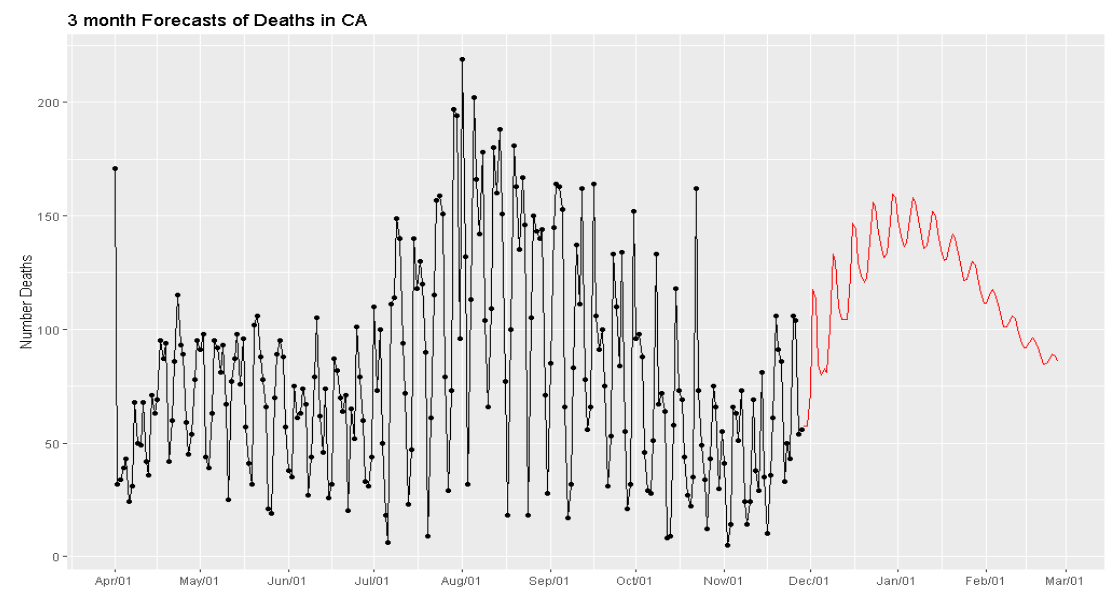 3 month Forecasts of Deaths in CA
Number Deaths
200
150
100
50
0
Apr/01 May/01 Jun/01 Jul/01 Aug/01 Sep/01 Oct/01 Nov/01 Dec/01 Jan/01 Feb/01 Mar/01